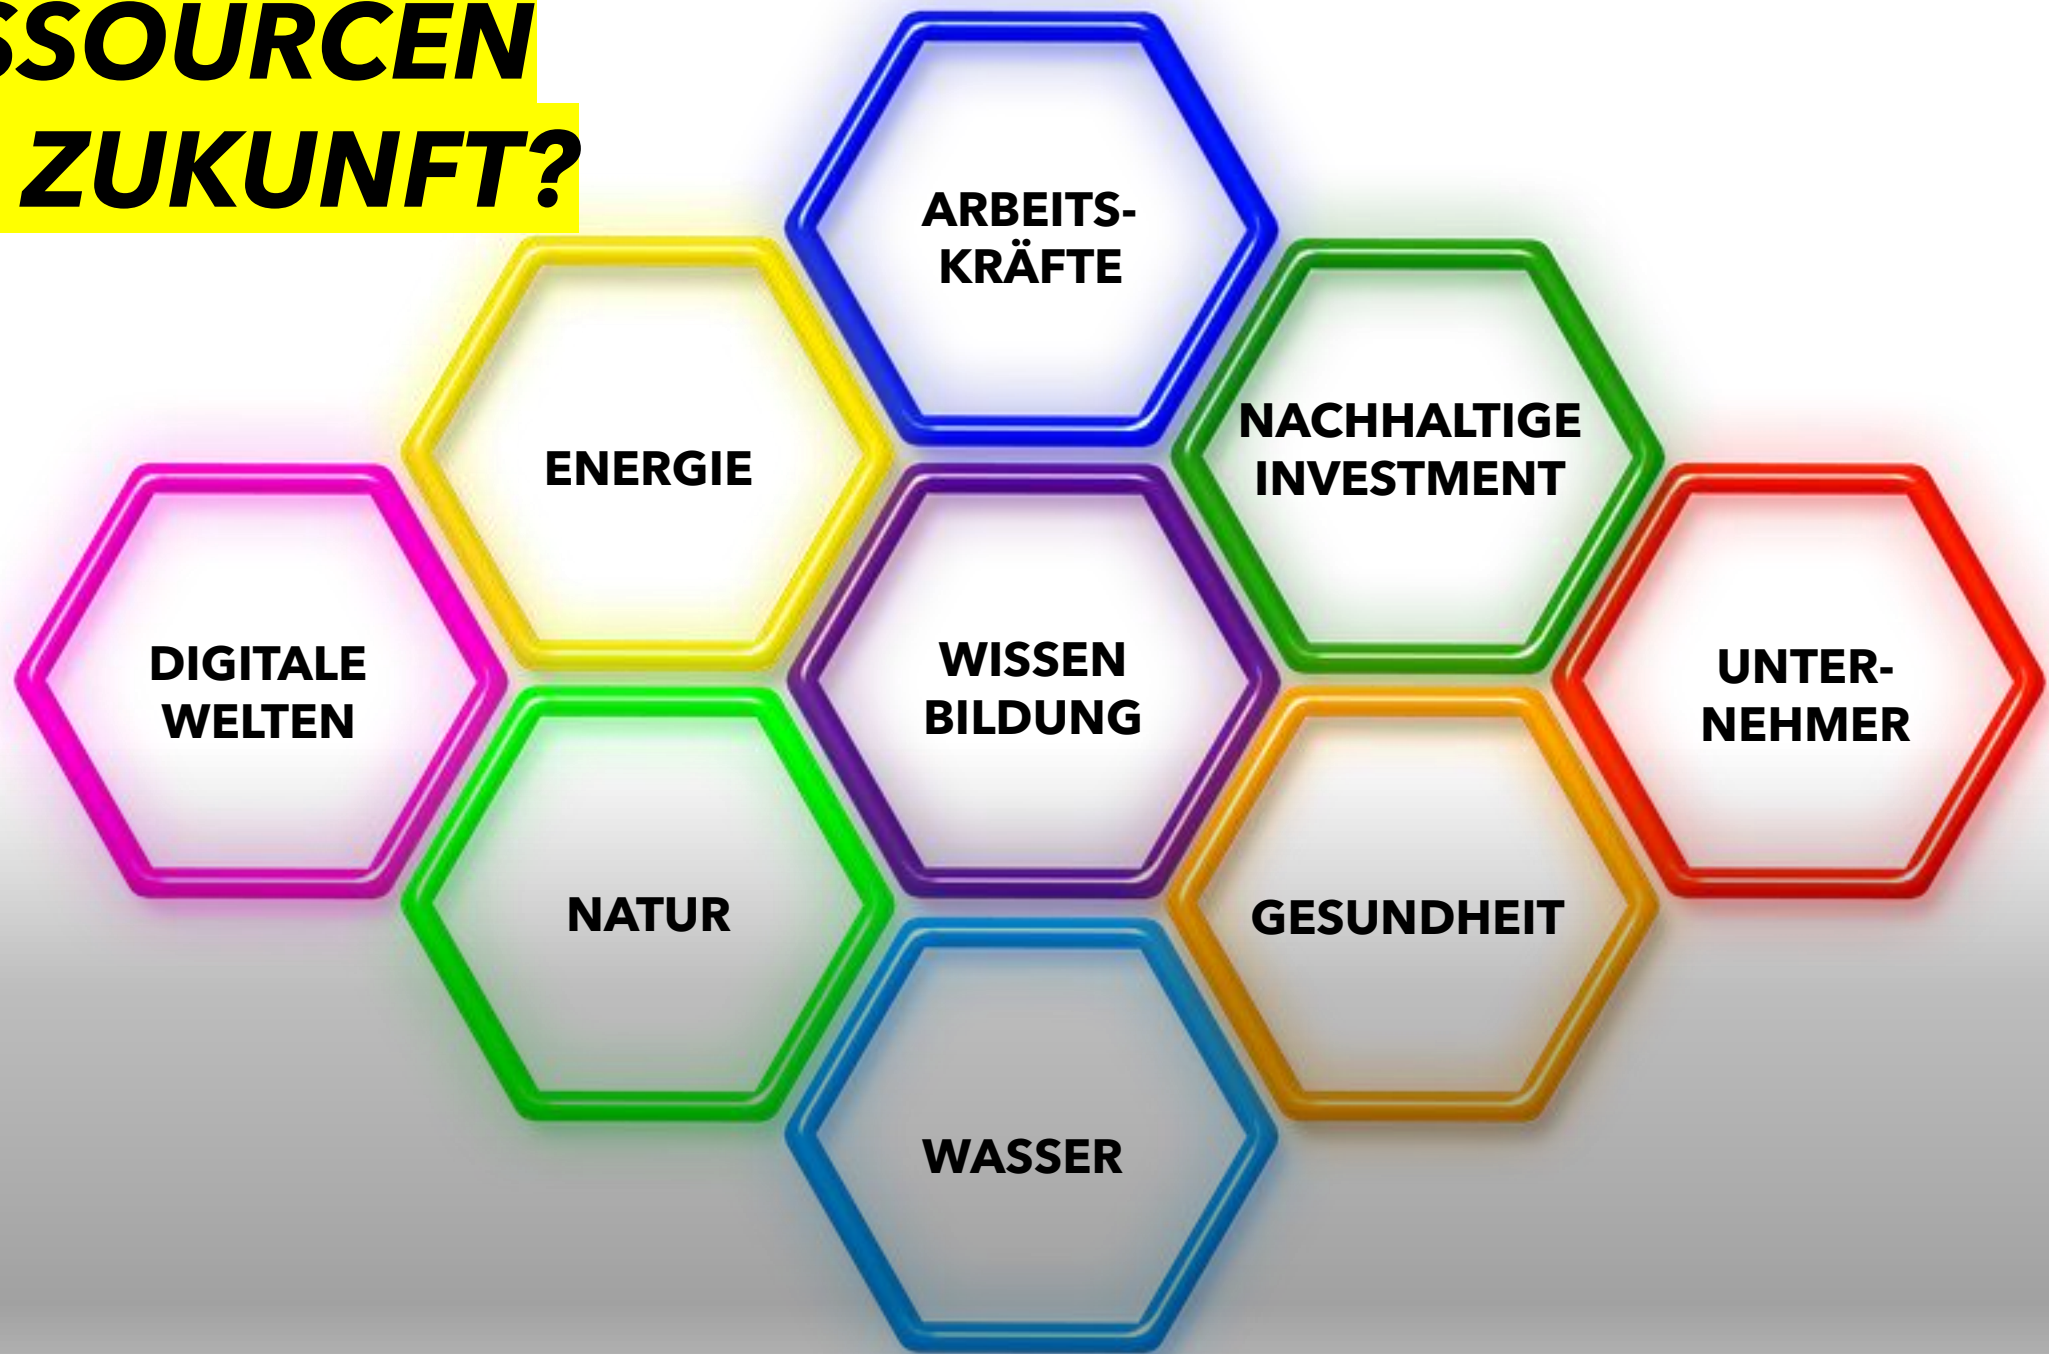 SSOURCEN
ZUKUNFT?
ARBEITS-
KRÄFTE
ENERGIE
NACHHALTIGE
INVESTMENT
DIGITALE
WELTEN
WISSEN
BILDUNG
UNTER-
NEHMER
NATUR
GESUNDHEIT
WASSER